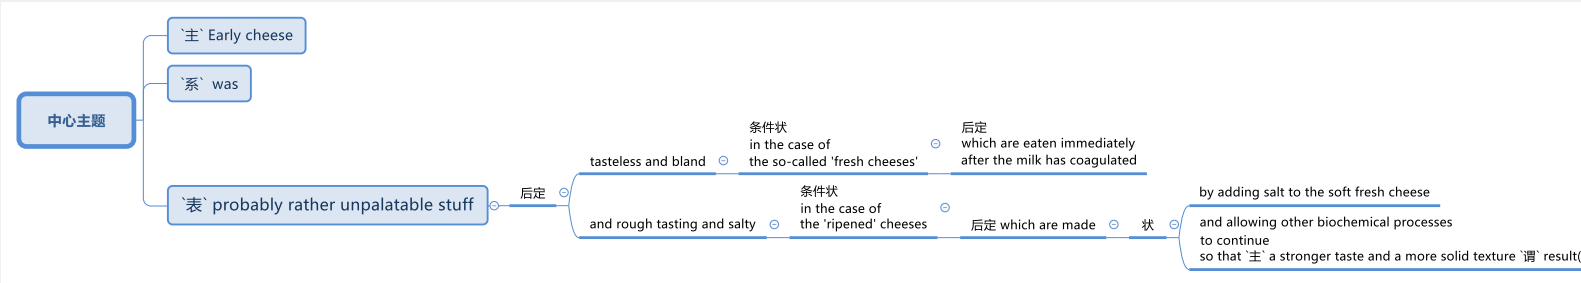 中心主题
`主` Early cheese
`系` was
`表` probably rather unpalatable stuff
后定
tasteless and bland
条件状
in the case of
the so-called 'fresh cheeses'
后定
which are eaten immediately
after the milk has coagulated
and rough tasting and salty
条件状
in the case of
the 'ripened' cheeses
后定 which are made
状
by adding salt to the soft fresh cheese
and allowing other biochemical processes
to continue
so that `主` a stronger taste and a more solid texture `谓` result(